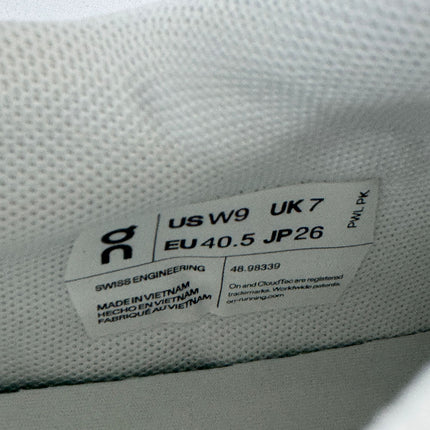 on
US W9 UK 7
EU 40.5 JP 26
PWL PK
SWISS ENGINEERING
MADE IN VIETNAM
HECHO EN VIETNAM
FABRIQUÉ AU VIETNAM
48.98339
On and CloudTec are registered
trademarks. Worldwide patents.
on-running.com